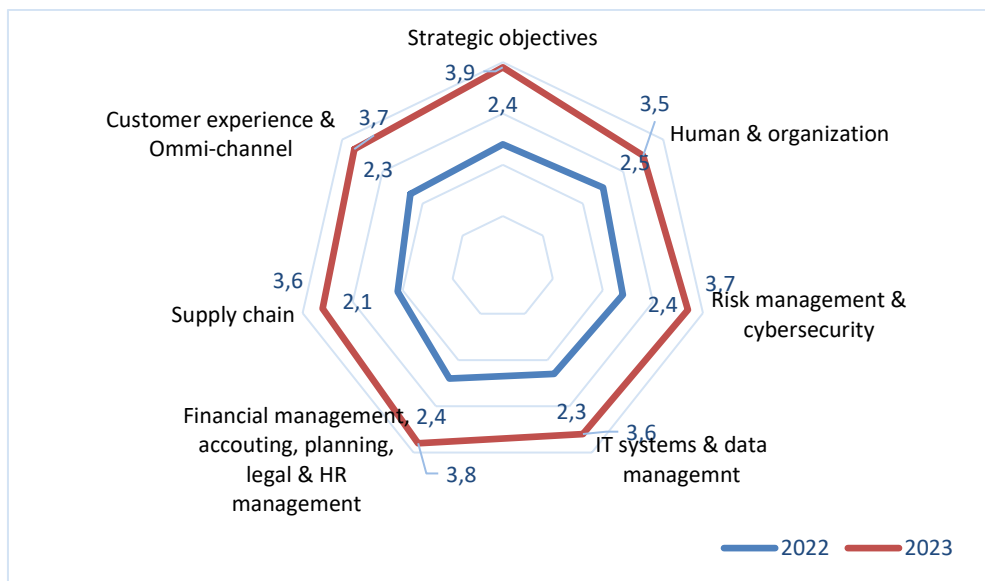 Strategic objectives
3,9
2,4
3,5
Human & organization
2,5
3,7
Risk management &
cybersecurity
2,4
3,6
IT systems & data
managemnt
2,3
Financial management,
accouting, planning,
legal & HR
management
2,4
3,8
3,6
Supply chain
2,1
Customer experience &
Ommi-channel
3,7
2,3
2022
2023